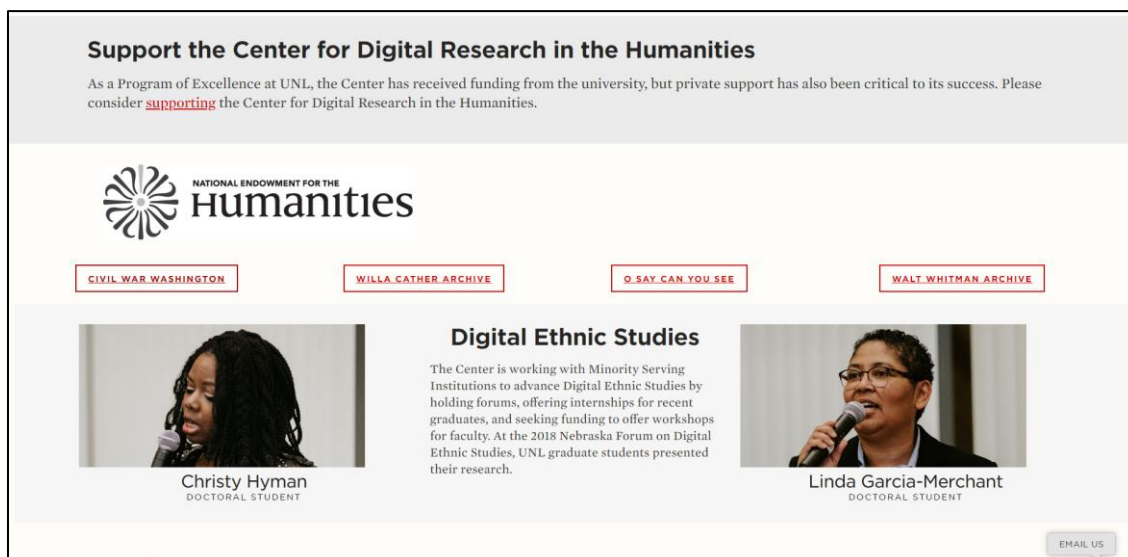 Support the Center for Digital Research in the Humanities
As a Program of Excellence at UNL, the Center has received funding from the university, but private support has also been critical to its success. Please
consider supporting the Center for Digital Research in the Humanities.
NATIONAL ENDOWMENT FOR THE
Humanities
CIVIL WAR WASHINGTON
WILLA CATHER ARCHIVE
O SAY CAN YOU SEE
WALT WHITMAN ARCHIVE
Digital Ethnic Studies
The Center is working with Minority Serving
Institutions to advance Digital Ethnic Studies by
holding forums, offering internships for recent
graduates, and seeking funding to offer workshops
for faculty. At the 2018 Nebraska Forum on Digital
Ethnic Studies, UNL graduate students presented
their research.
Christy Hyman
DOCTORAL STUDENT
Linda Garcia-Merchant
DOCTORAL STUDENT
EMAIL US